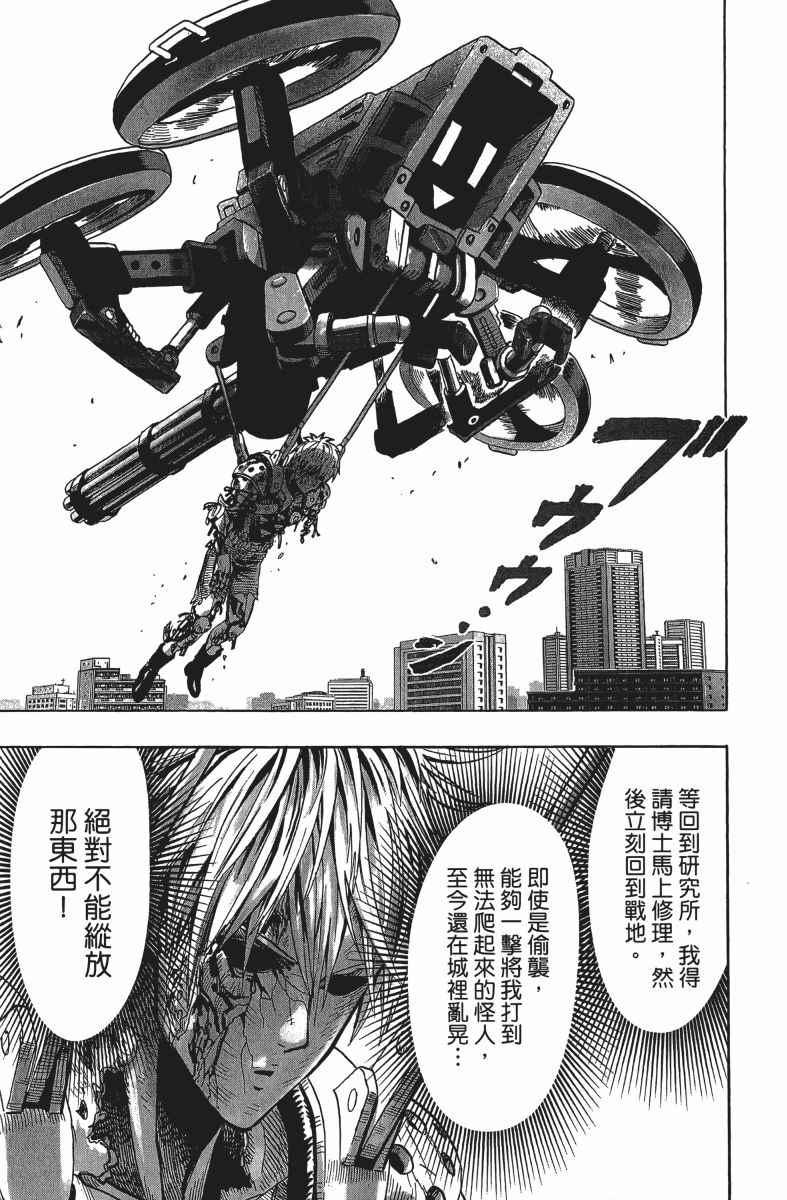 ブゥゥ…ン
等回到研究所，我得
請博士馬上修理，然
後立刻回到戰地。
即使是偷襲，
能夠一擊將我打到
無法爬起來的怪人，
至今還在城裡亂晃…
絕對不能縱放
那東西！